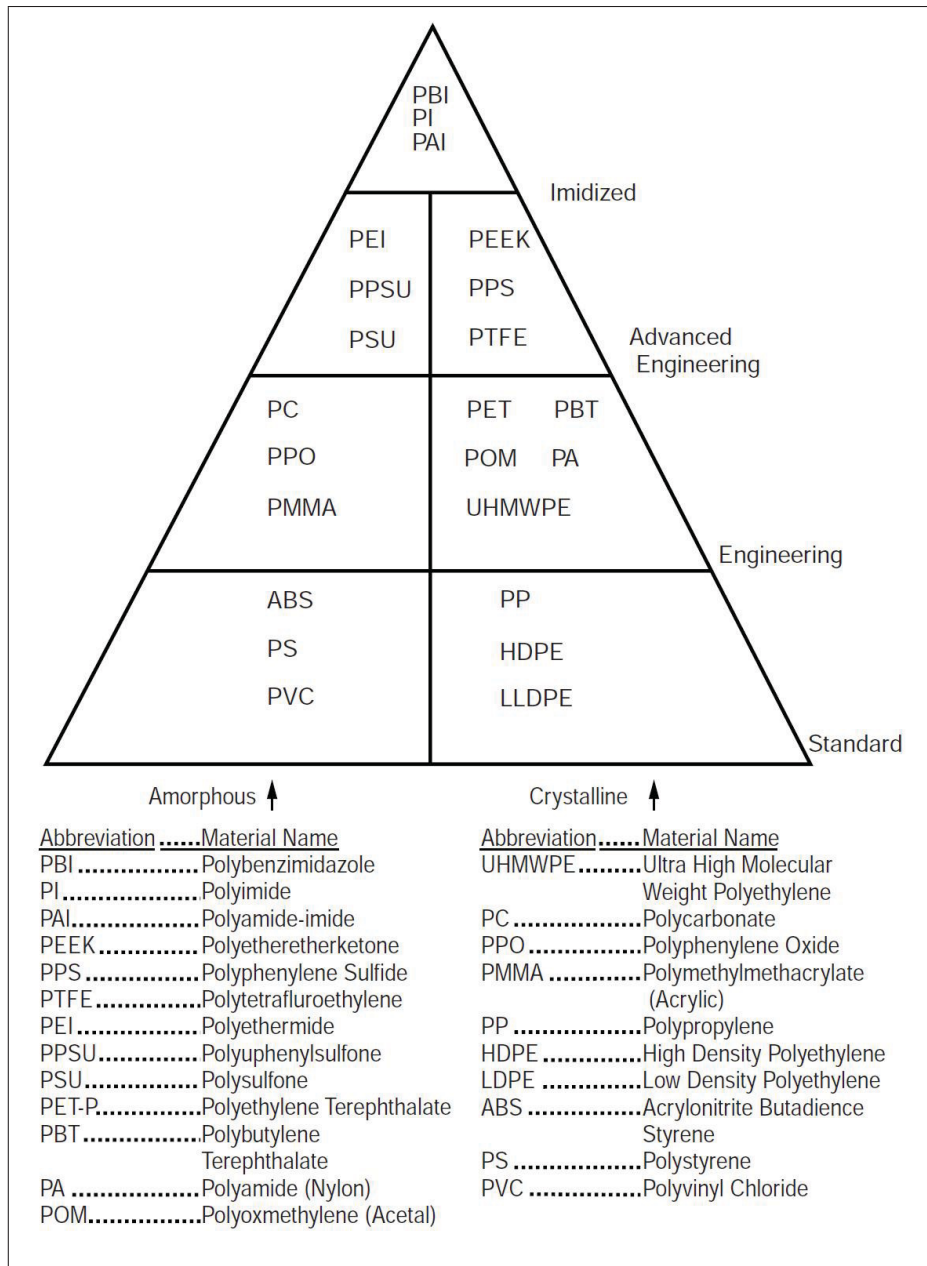 PBI
PI
PAI
Imidized
PEI PEEK
PPSU PPS
PSU PTFE
Advanced
Engineering
PC PET PBT
PPO POM PA
PMMA UHMWPE
Engineering
ABS PP
PS HDPE
PVC LLDPE
Standard
Amorphous
Crystalline
Abbreviation ......Material Name
PBI ..................Polybenzimidazole
PI .....................Polyimide
PAI...................Polyamide-imide
PEEK ...............Polyetheretherketone
PPS .................Polyphenylene Sulfide
PTFE................Polytetrafluroethylene
PEI ..................Polyethermide
PPSU ...............Polyuphenylsulfone
PSU .................Polysulfone
PET-P...............Polyethylene Terephthalate
PBT .................Polybutylene
Terephthalate
PA ...................Polyamide (Nylon)
POM.................Polyoxmethylene (Acetal)
Abbreviation ......Material Name
UHMWPE ..........Ultra High Molecular
Weight Polyethylene
PC ...................Polycarbonate
PPO .................Polyphenylene Oxide
PMMA ..............Polymethylmethacrylate
(Acrylic)
PP ...................Polypropylene
HDPE ...............High Density Polyethylene
LDPE ...............Low Density Polyethylene
ABS .................Acrylonitrite Butadience
Styrene
PS ...................Polystyrene
PVC .................Polyvinyl Chloride